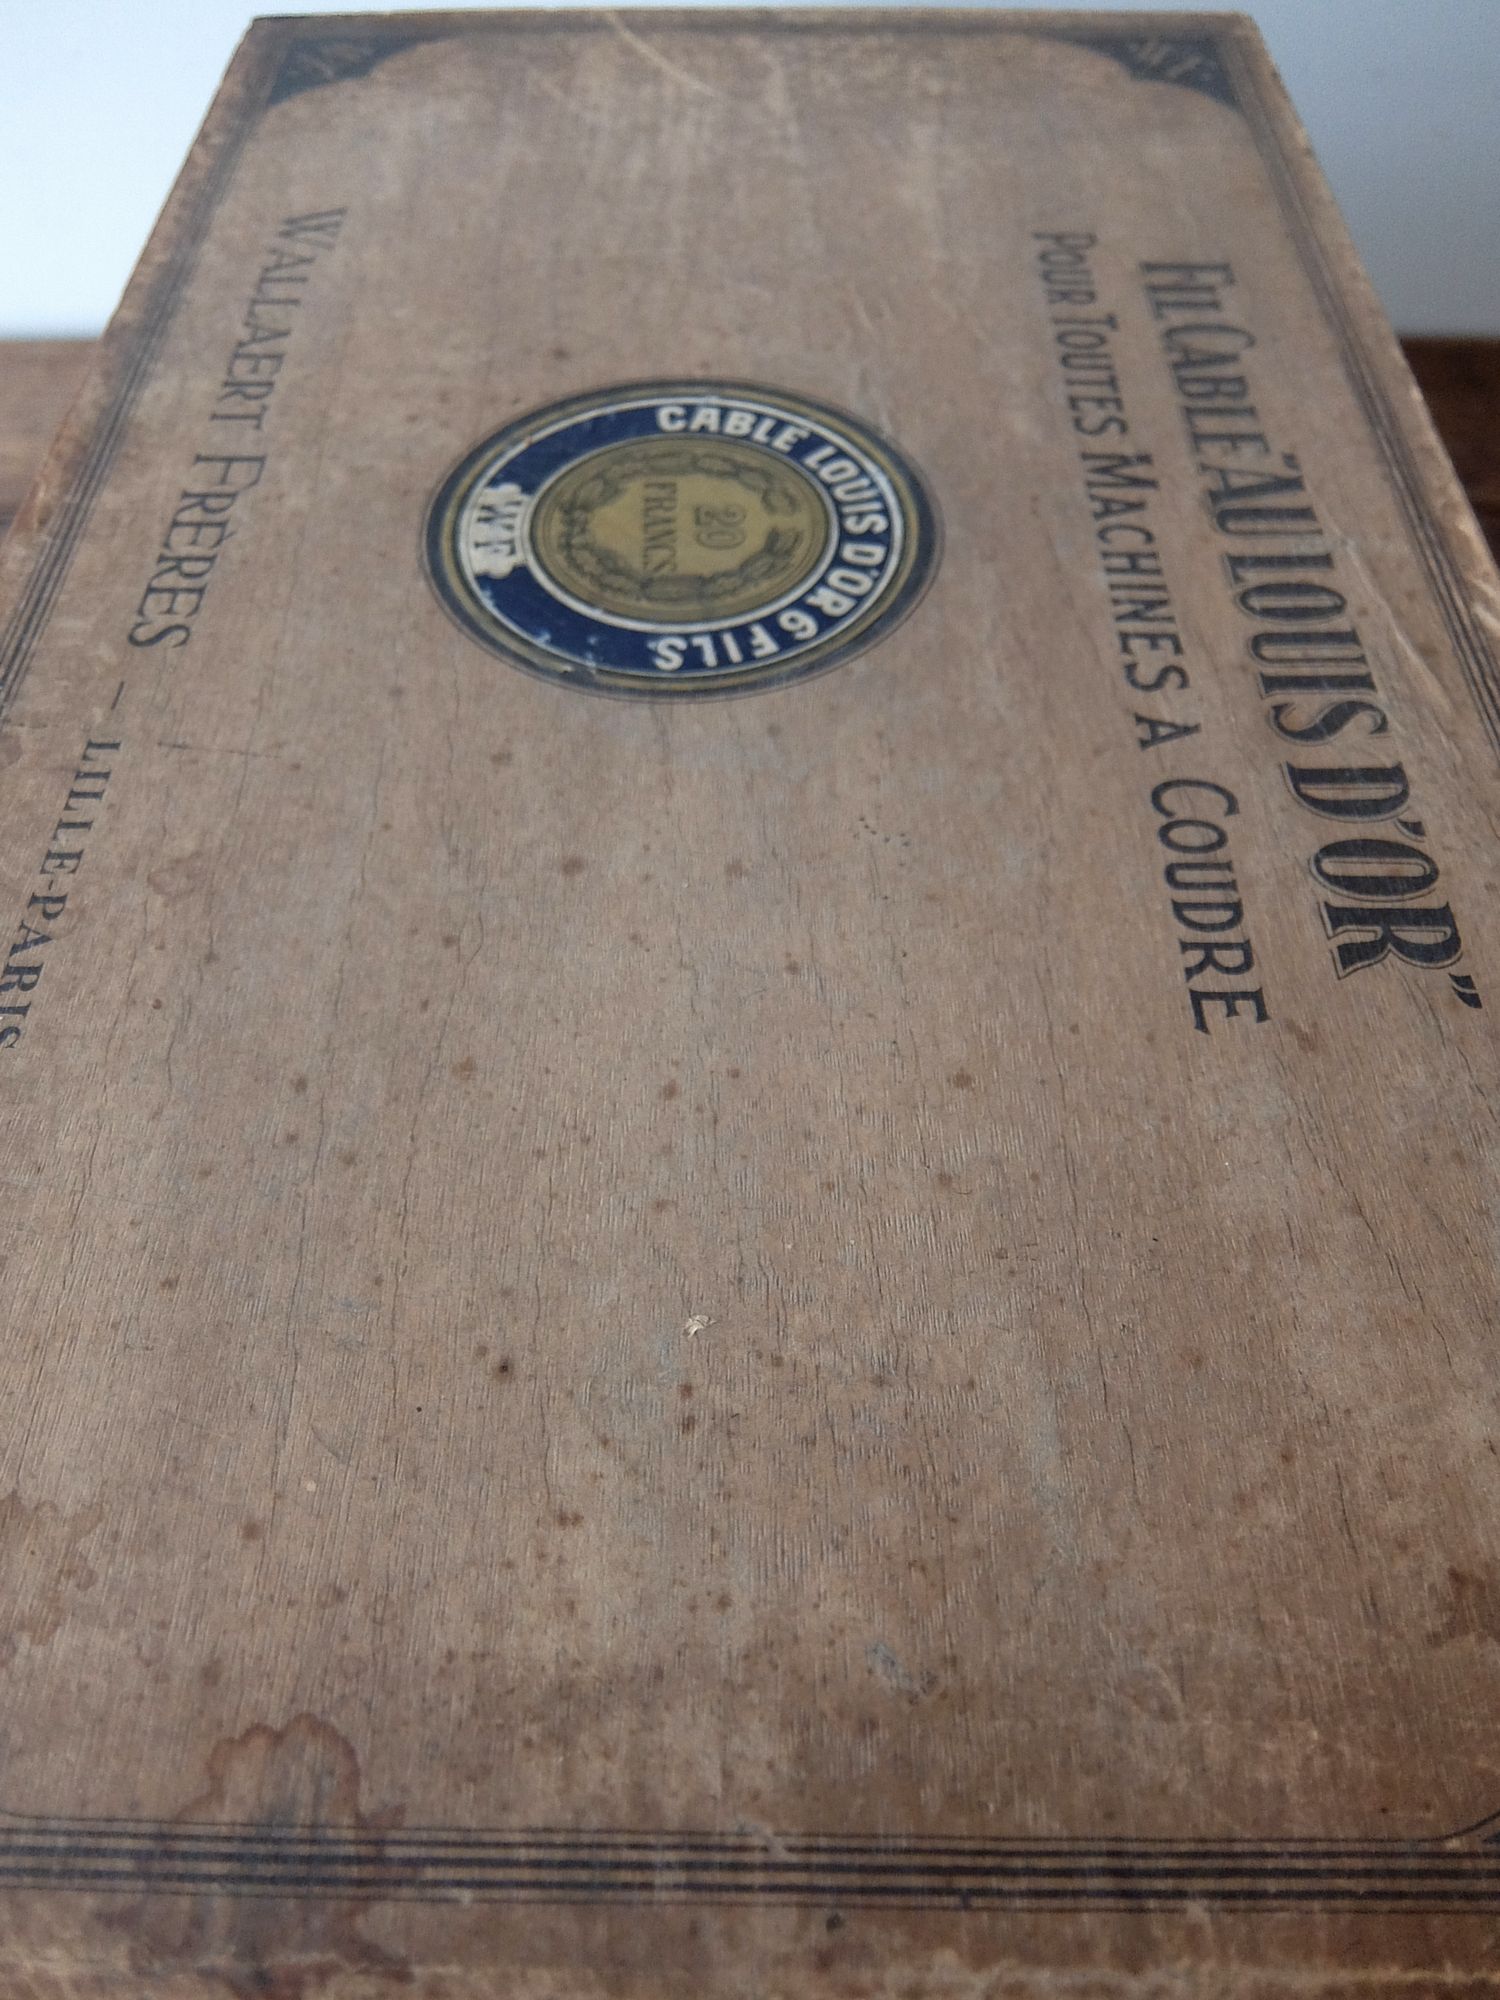 FIL CABLÉ "AU LOUIS D'OR"
POUR TOUTES MACHINES A COUDRE
CABLÉ LOUIS D'OR 6 FILS
20
FRANCS
WF
WALLAERT FRÈRES – LILLE-PARIS